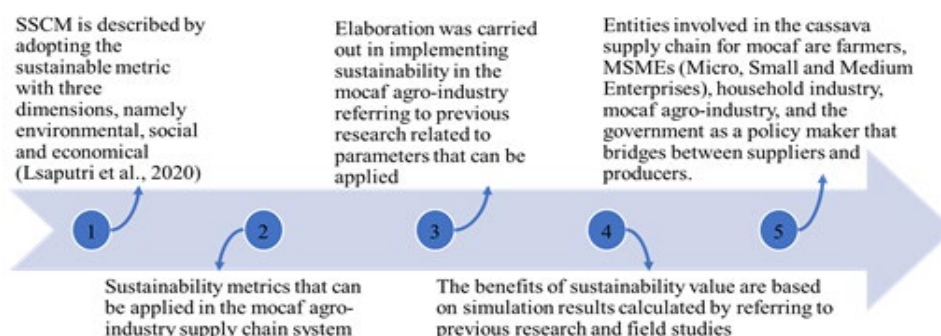 SSCM is described by
adopting the
sustainable metric
with three
dimensions, namely
environmental, social
and economical
(Lsaputri et al., 2020)
Elaboration was carried
out in implementing
sustainability in the
mocaf agro-industry
referring to previous
research related to
parameters that can be
applied
Entities involved in the cassava
supply chain for mocaf are farmers,
MSMEs (Micro, Small and Medium
Enterprises), household industry,
mocaf agro-industry, and the
government as a policy maker that
bridges between suppliers and
producers.
1
2
3
4
5
Sustainability metrics that can
be applied in the mocaf agro-
industry supply chain system
The benefits of sustainability value are based
on simulation results calculated by referring to
previous research and field studies